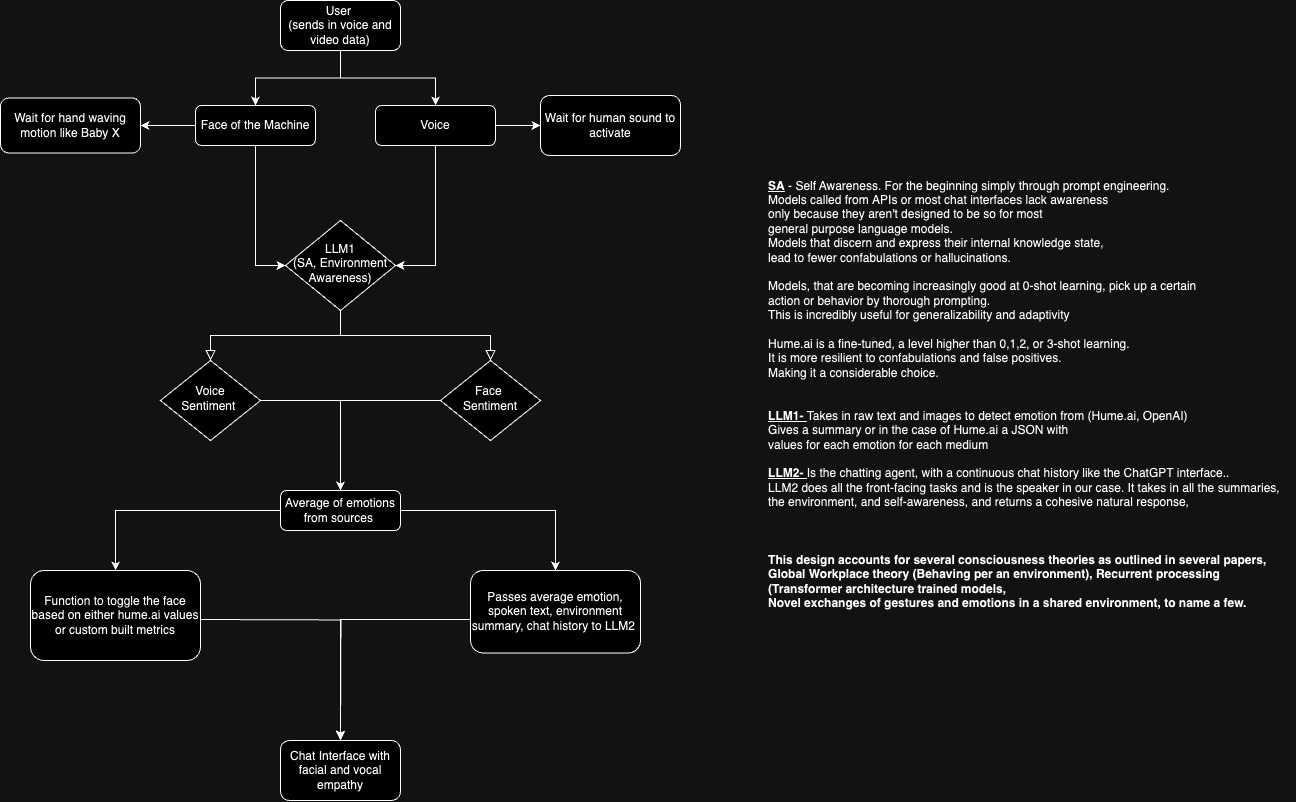 User
(sends in voice and
video data)
Wait for hand waving
motion like Baby X
Face of the Machine
Voice
Wait for human sound to
activate
LLM1
(SA, Environment
Awareness)
Voice
Sentiment
Face
Sentiment
Average of emotions
from sources
Function to toggle the face
based on either hume.ai values
or custom built metrics
Passes average emotion,
spoken text, environment
summary, chat history to LLM2
Chat Interface with
facial and vocal
empathy
SA - Self Awareness. For the beginning simply through prompt engineering.
Models called from APIs or most chat interfaces lack awareness
only because they aren't designed to be so for most
general purpose language models.
Models that discern and express their internal knowledge state,
lead to fewer confabulations or hallucinations.
Models, that are becoming increasingly good at 0-shot learning, pick up a certain
action or behavior by thorough prompting.
This is incredibly useful for generalizability and adaptivity
Hume.ai is a fine-tuned, a level higher than 0,1,2, or 3-shot learning.
It is more resilient to confabulations and false positives.
Making it a considerable choice.
LLM1- Takes in raw text and images to detect emotion from (Hume.ai, OpenAI)
Gives a summary or in the case of Hume.ai a JSON with
values for each emotion for each medium
LLM2- Is the chatting agent, with a continuous chat history like the ChatGPT interface..
LLM2 does all the front-facing tasks and is the speaker in our case. It takes in all the summaries,
the environment, and self-awareness, and returns a cohesive natural response,
This design accounts for several consciousness theories as outlined in several papers,
Global Workplace theory (Behaving per an environment), Recurrent processing
(Transformer architecture trained models,
Novel exchanges of gestures and emotions in a shared environment, to name a few.